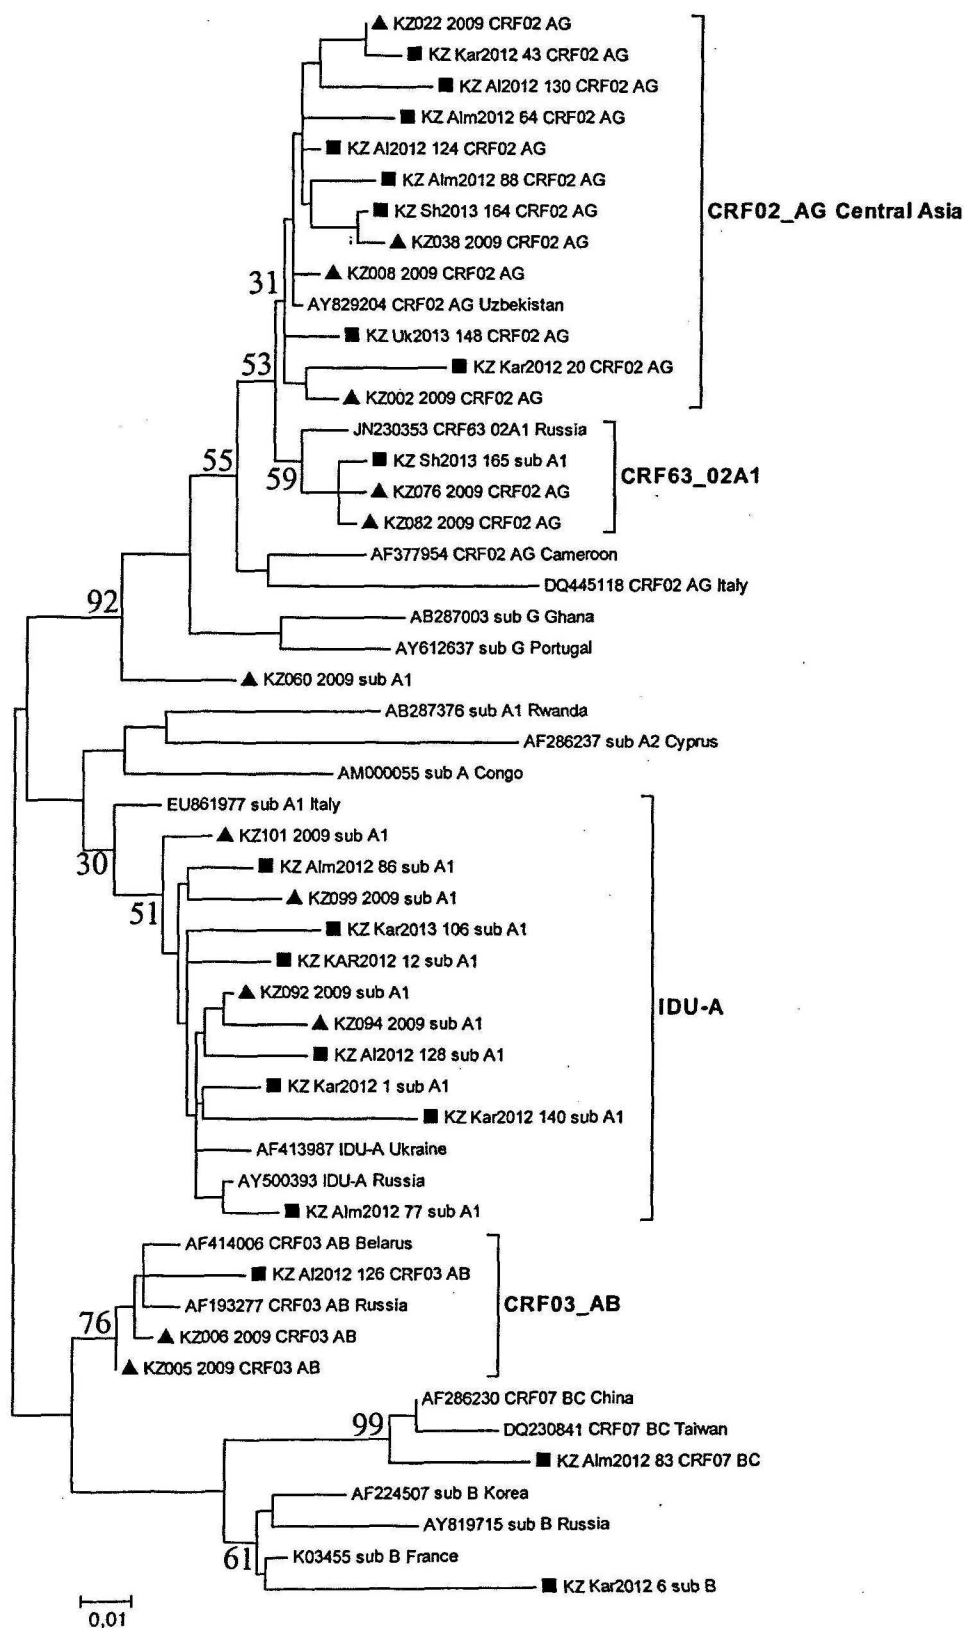 KZ022 2009 CRF02 AG
KZ Kar2012 43 CRF02 AG
KZ Al2012 130 CRF02 AG
KZ Alm2012 64 CRF02 AG
KZ Al2012 124 CRF02 AG
KZ Alm2012 88 CRF02 AG
KZ Sh2013 164 CRF02 AG
CRF02_AG Central Asia
KZ038 2009 CRF02 AG
KZ008 2009 CRF02 AG
31
AY829204 CRF02 AG Uzbekistan
KZ Uk2013 148 CRF02 AG
KZ Kar2012 20 CRF02 AG
53
KZ002 2009 CRF02 AG
JN230353 CRF63 02A1 Russia
KZ Sh2013 165 sub A1
55
59
CRF63_02A1
KZ076 2009 CRF02 AG
KZ082 2009 CRF02 AG
AF377954 CRF02 AG Cameroon
DQ445118 CRF02 AG Italy
92
AB287003 sub G Ghana
AY612637 sub G Portugal
KZ060 2009 sub A1
AB287376 sub A1 Rwanda
AF286237 sub A2 Cyprus
AM000055 sub A Congo
EU861977 sub A1 Italy
KZ101 2009 sub A1
30
KZ Alm2012 86 sub A1
KZ099 2009 sub A1
51
KZ Kar2013 106 sub A1
KZ KAR2012 12 sub A1
KZ092 2009 sub A1
IDU-A
KZ094 2009 sub A1
KZ Al2012 128 sub A1
KZ Kar2012 1 sub A1
KZ Kar2012 140 sub A1
AF413987 IDU-A Ukraine
AY500393 IDU-A Russia
KZ Alm2012 77 sub A1
AF414006 CRF03 AB Belarus
KZ Al2012 126 CRF03 AB
CRF03_AB
AF193277 CRF03 AB Russia
76
KZ006 2009 CRF03 AB
KZ005 2009 CRF03 AB
AF286230 CRF07 BC China
99
DQ230841 CRF07 BC Taiwan
KZ Alm2012 83 CRF07 BC
AF224507 sub B Korea
AY819715 sub B Russia
61
K03455 sub B France
KZ Kar2012 6 sub B
0,01